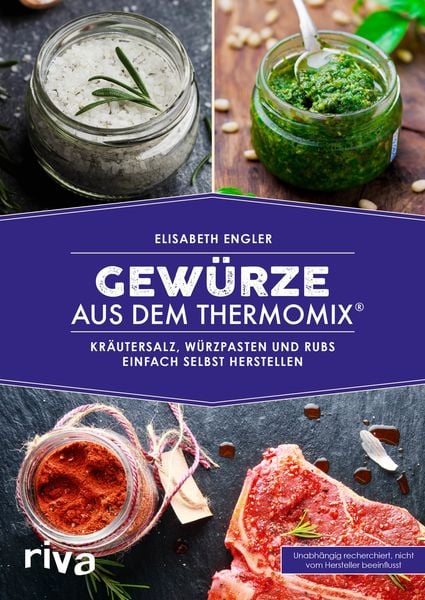 ELISABETH ENGLER
GEWÜRZE
AUS DEM THERMOMIX®
KRÄUTERSALZ, WÜRZPASTEN UND RUBS
EINFACH SELBST HERSTELLEN
riva
Unabhängig recherchiert, nicht
vom Hersteller beeinflusst